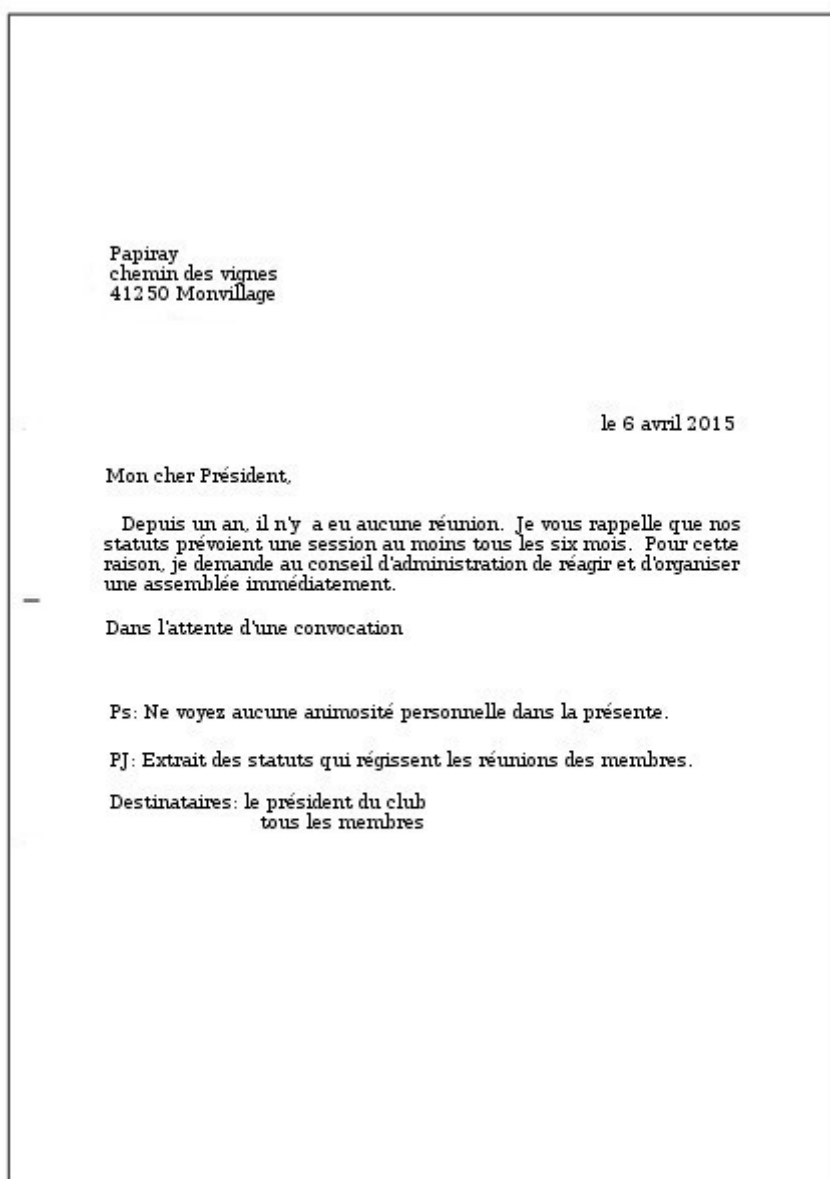 Papiray
chemin des vignes
41250 Monvillage
le 6 avril 2015
Mon cher Président,
Depuis un an, il n'y a eu aucune réunion. Je vous rappelle que nos
statuts prévoient une session au moins tous les six mois. Pour cette
raison, je demande au conseil d'administration de réagir et d'organiser
une assemblée immédiatement.
Dans l'attente d'une convocation
Ps: Ne voyez aucune animosité personnelle dans la présente.
PJ: Extrait des statuts qui régissent les réunions des membres.
Destinataires: le président du club
tous les membres